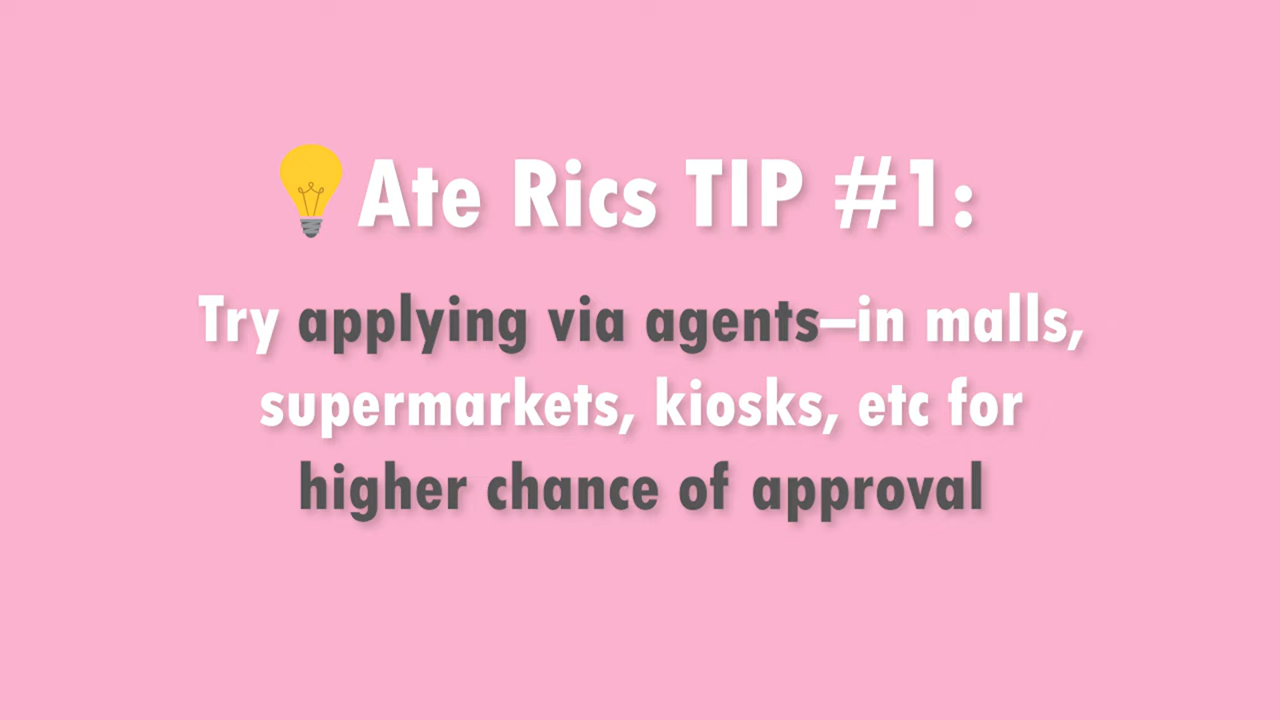 Ate Rics TIP #1:
Try applying via agents—in malls,
supermarkets, kiosks, etc for
higher chance of approval